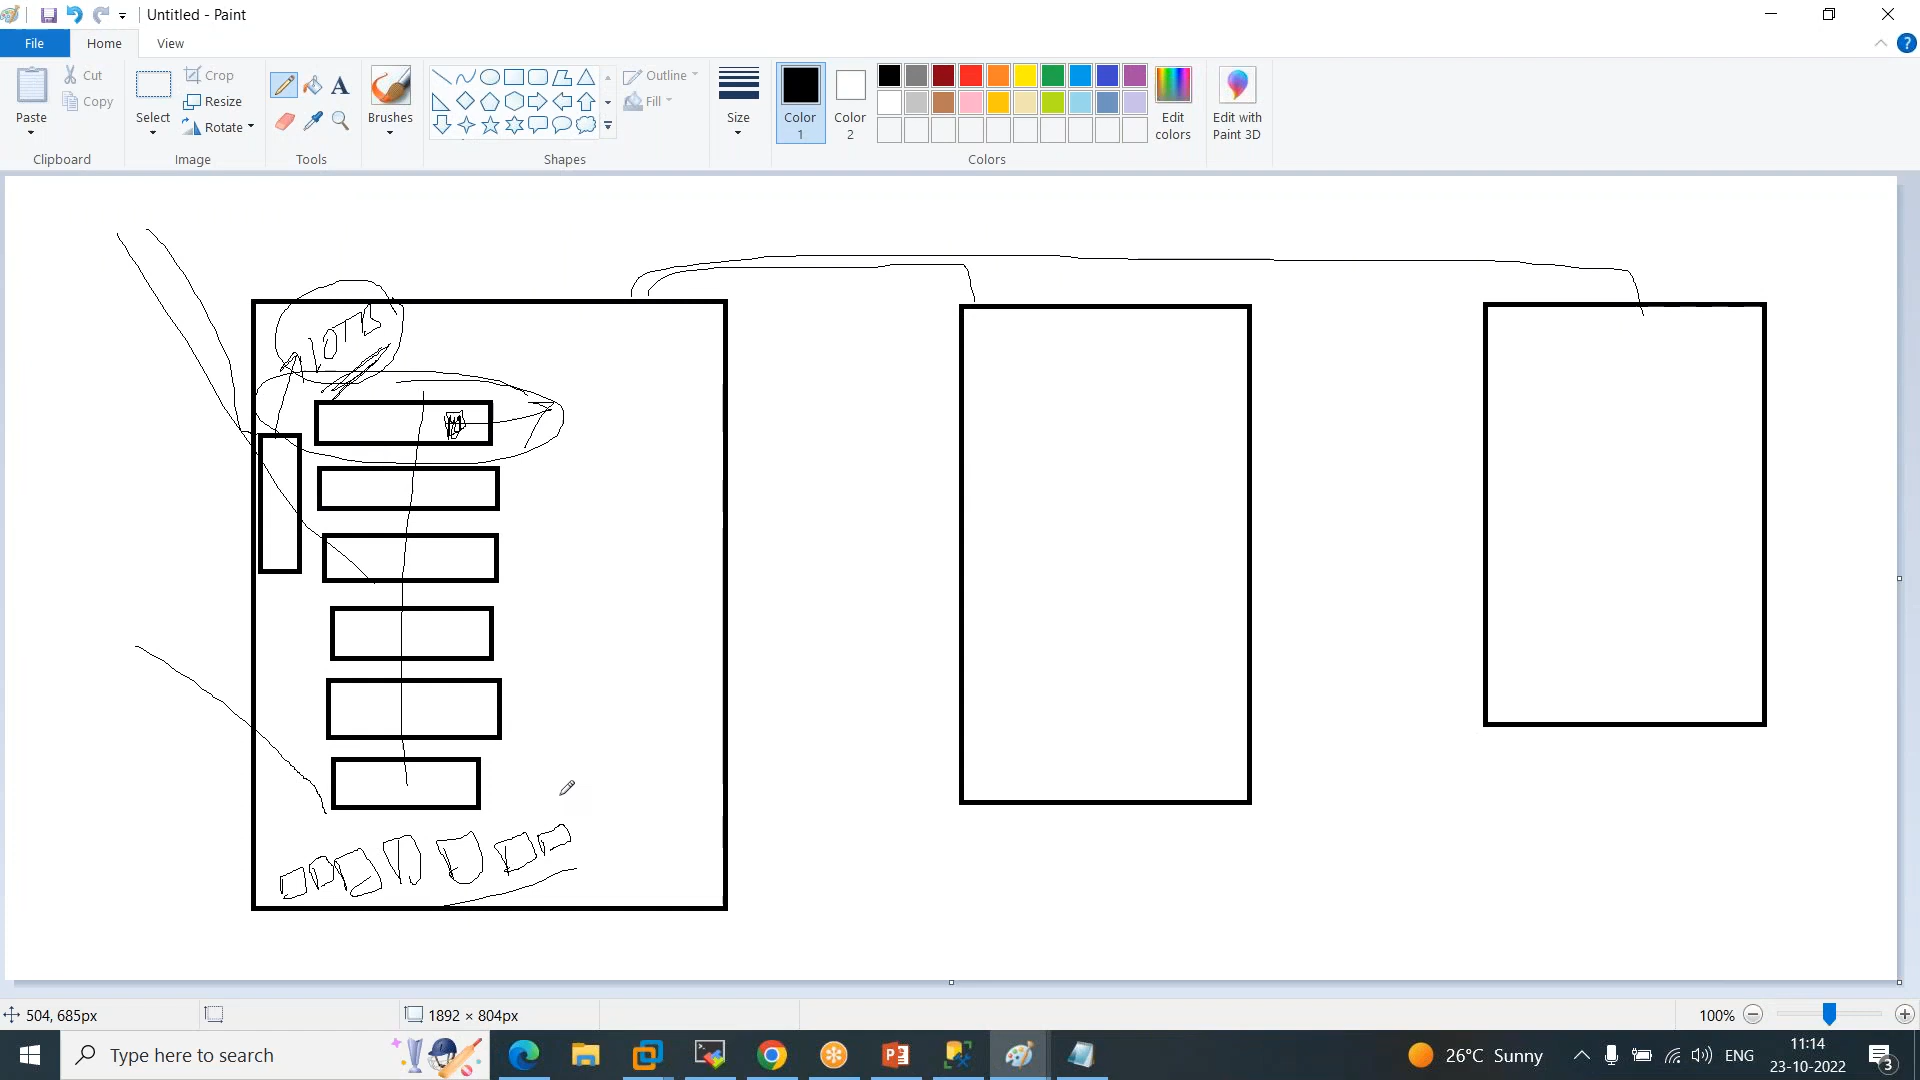 Untitled - Paint
File Home View
Paste
Cut
Copy
Clipboard
Select
Crop
Resize
Rotate
Image
Tools
Brushes
Outline
Fill
Shapes
Size
Color 1
Color 2
Edit colors
Edit with Paint 3D
Colors
10TB
504, 685px
1892 × 804px
100%
Type here to search
26°C Sunny
ENG
11:14
23-10-2022
3